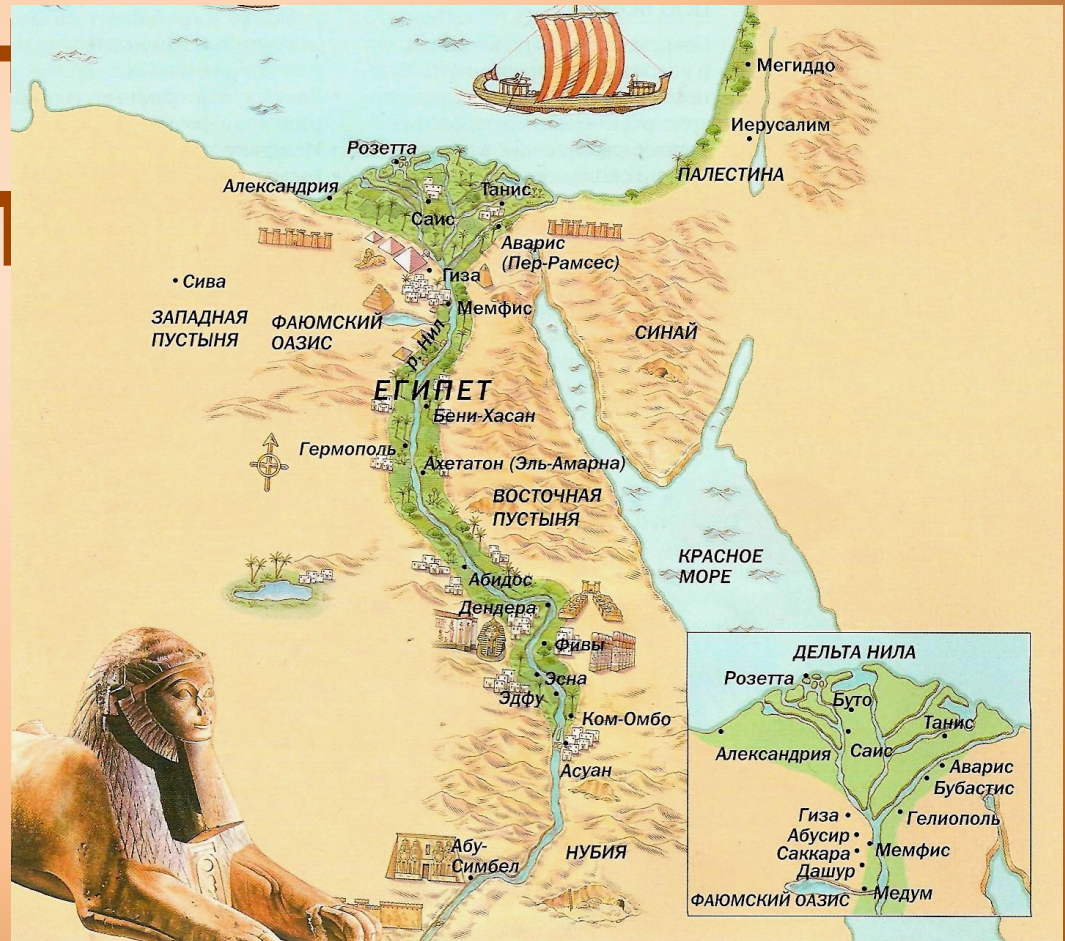 Мегиддо
Иерусалим
ПАЛЕСТИНА
Розетта
Александрия
Танис
Саис
Аварис
(Пер-Рамсес)
Гиза
Сива
Мемфис
ЗАПАДНАЯ
ПУСТЫНЯ
ФАЮМСКИЙ
ОАЗИС
р. Нил
СИНАЙ
ЕГИПЕТ
Бени-Хасан
Гермополь
Ахетатон (Эль-Амарна)
ВОСТОЧНАЯ
ПУСТЫНЯ
КРАСНОЕ
МОРЕ
Абидос
Дендера
Фивы
Эсна
Эдфу
Ком-Омбо
Асуан
Абу-
Симбел
НУБИЯ
ДЕЛЬТА НИЛА
Розетта
Буто
Танис
Александрия
Саис
Аварис
Бубастис
Гиза
Гелиополь
Абусир
Саккара
Мемфис
Дашур
Медум
ФАЮМСКИЙ ОАЗИС